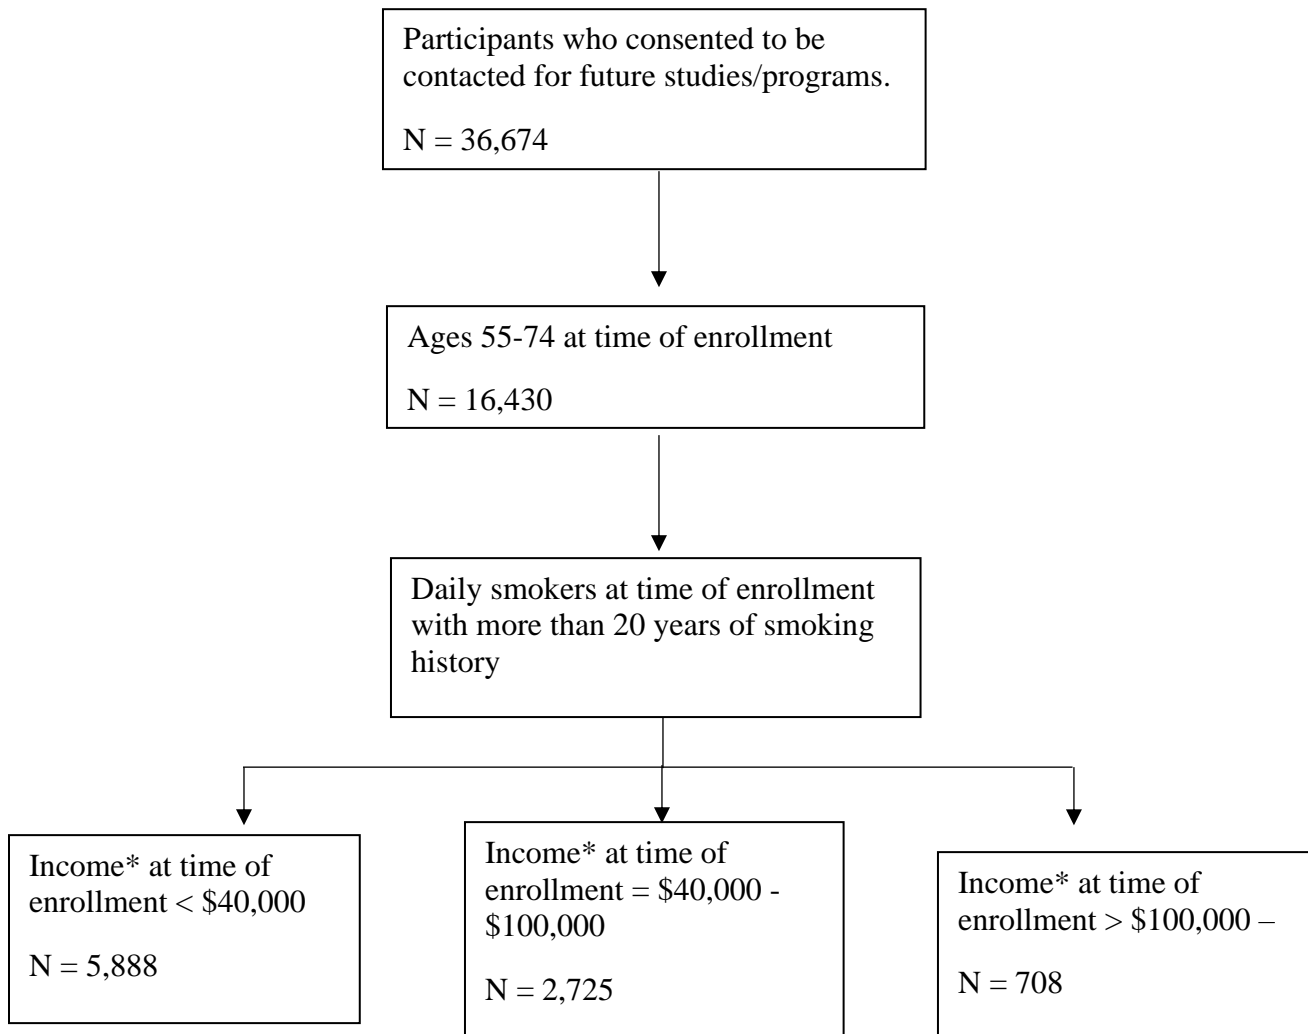 Participants who consented to be
contacted for future studies/programs.
N = 36,674
Ages 55-74 at time of enrollment
N = 16,430
Daily smokers at time of enrollment
with more than 20 years of smoking
history
Income* at time of
enrollment < $40,000
N = 5,888
Income* at time of
enrollment = $40,000 -
$100,000
N = 2,725
Income* at time of
enrollment > $100,000 –
N = 708